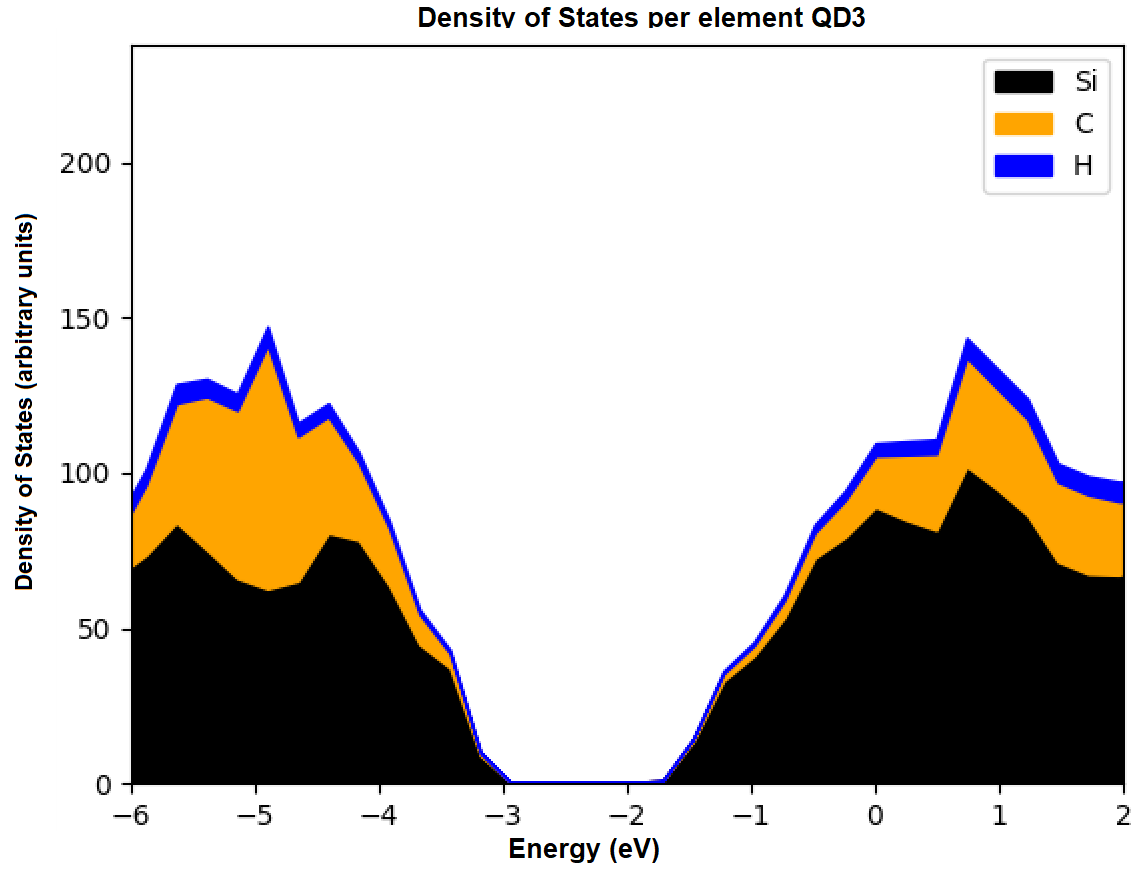 Density of States per element QD3
Si
C
H
200
150
100
50
0
Density of States (arbitrary units)
−6 −5 −4 −3 −2 −1 0 1 2
Energy (eV)